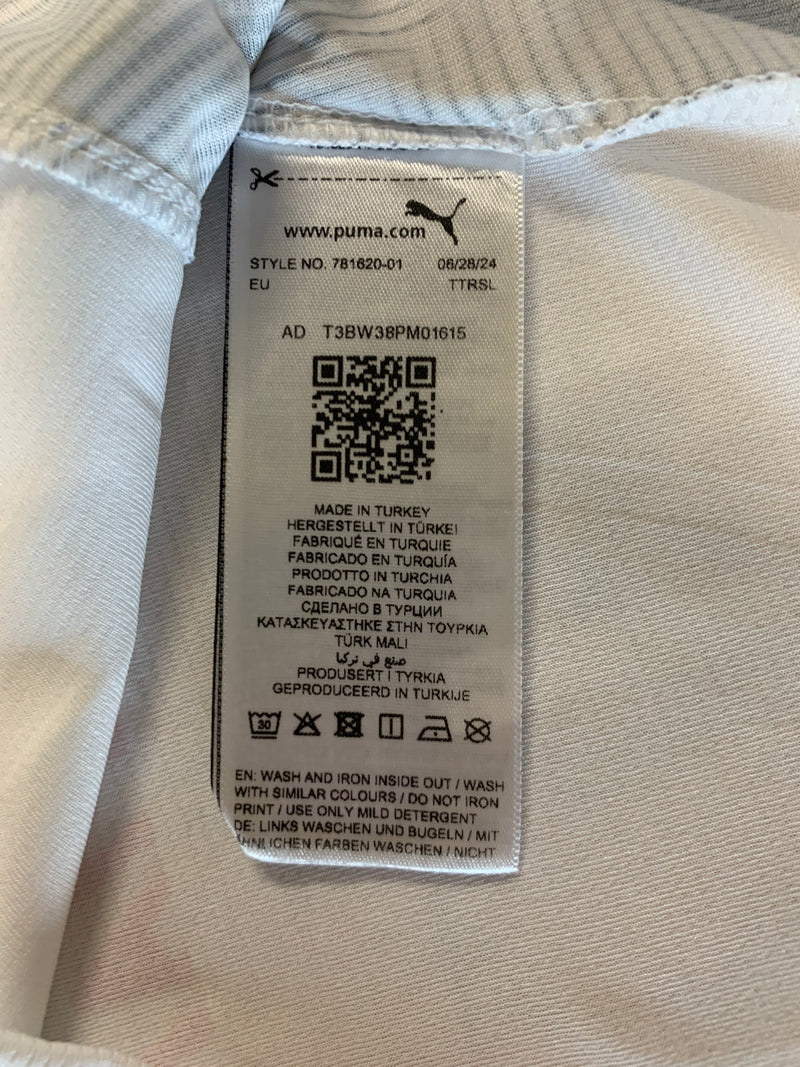 www.puma.com
STYLE NO. 781620-01 06/28/24
EU TTRSL
AD T3BW38PM01615
MADE IN TURKEY
HERGESTELLT IN TÜRKEI
FABRIQUÉ EN TURQUIE
FABRICADO EN TURQUÍA
PRODOTTO IN TURCHIA
FABRICADO NA TURQUIA
СДЕЛАНО В ТУРЦИИ
ΚΑΤΑΣΚΕΥΑΣΤΗΚΕ ΣΤΗΝ ΤΟΥΡΚΙΑ
TÜRK MALI
صنع في تركيا
PRODUSERT I TYRKIA
GEPRODUCEERD IN TURKIJE
30
EN: WASH AND IRON INSIDE OUT / WASH
WITH SIMILAR COLOURS / DO NOT IRON
PRINT / USE ONLY MILD DETERGENT
DE: LINKS WASCHEN UND BUGELN / MIT
ÄHNLICHEN FARBEN WASCHEN / NICHT